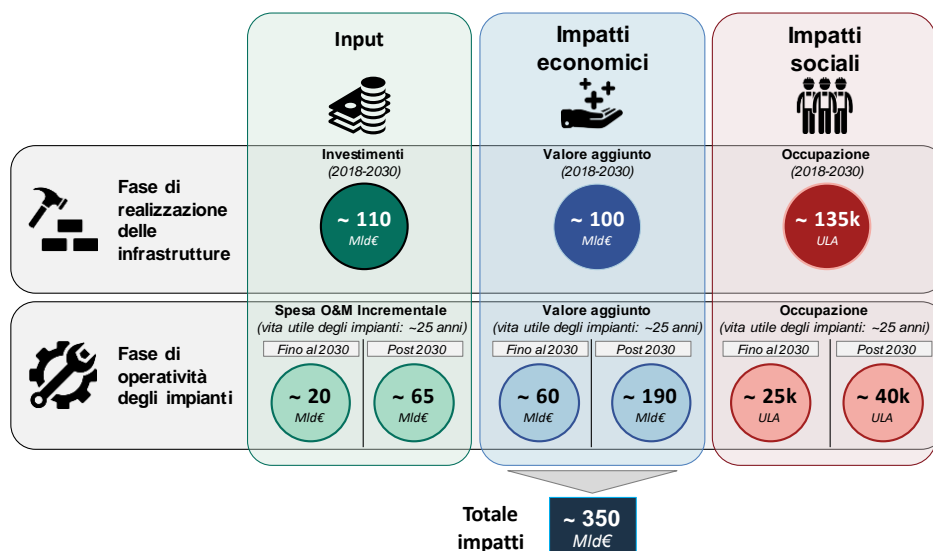 Input
Impatti
economici
Impatti
sociali
Fase di
realizzazione
delle
infrastrutture
Investimenti
(2018-2030)
~ 110
Mld€
Valore aggiunto
(2018-2030)
~ 100
Mld€
Occupazione
(2018-2030)
~ 135k
ULA
Fase di
operatività
degli impianti
Spesa O&M Incrementale
(vita utile degli impianti: ~25 anni)
Fino al 2030
Post 2030
~ 20
Mld€
~ 65
Mld€
Valore aggiunto
(vita utile degli impianti: ~25 anni)
Fino al 2030
Post 2030
~ 60
Mld€
~ 190
Mld€
Occupazione
(vita utile degli impianti: ~25 anni)
Fino al 2030
Post 2030
~ 25k
ULA
~ 40k
ULA
Totale
impatti
~ 350
Mld€